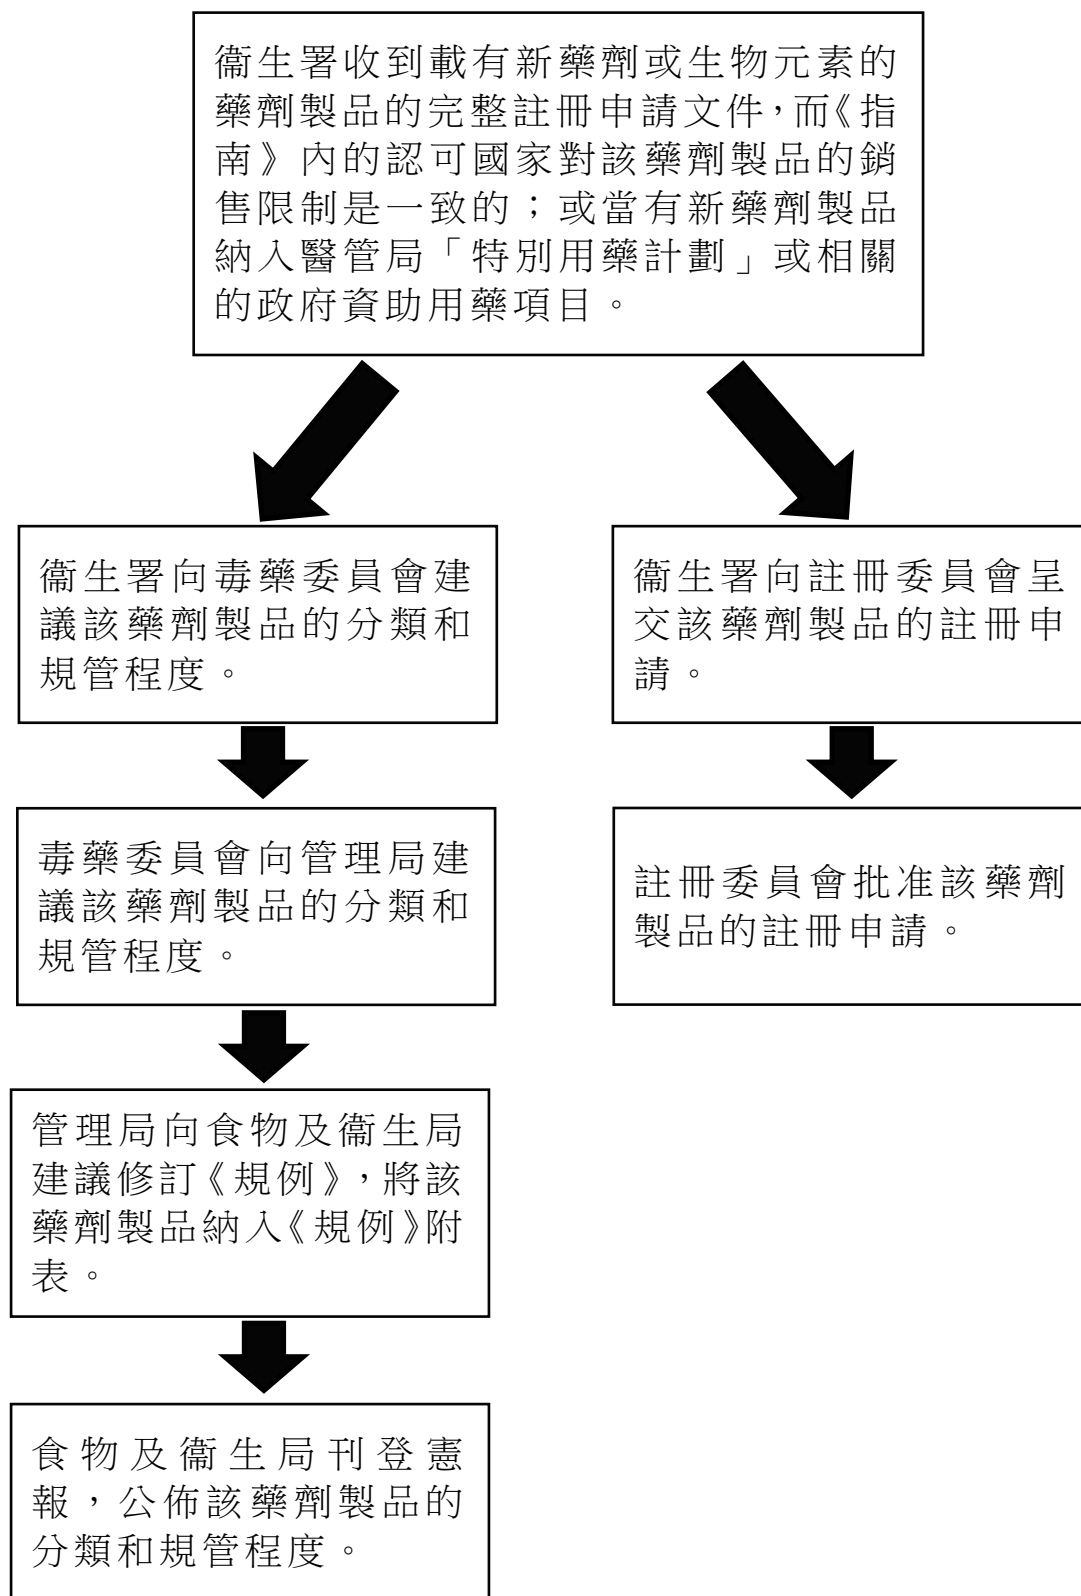 衞生署收到載有新藥劑或生物元素的
藥劑製品的完整註冊申請文件，而《指
南》內的認可國家對該藥劑製品的銷
售限制是一致的；或當有新藥劑製品
納入醫管局「特別用藥計劃」或相關
的政府資助用藥項目。
衞生署向毒藥委員會建
議該藥劑製品的分類和
規管程度。
衞生署向註冊委員會呈
交該藥劑製品的註冊申
請。
毒藥委員會向管理局建
議該藥劑製品的分類和
規管程度。
註冊委員會批准該藥劑
製品的註冊申請。
管理局向食物及衞生局
建議修訂《規例》，將該
藥劑製品納入《規例》附
表。
食物及衞生局刊登憲
報，公佈該藥劑製品的
分類和規管程度。